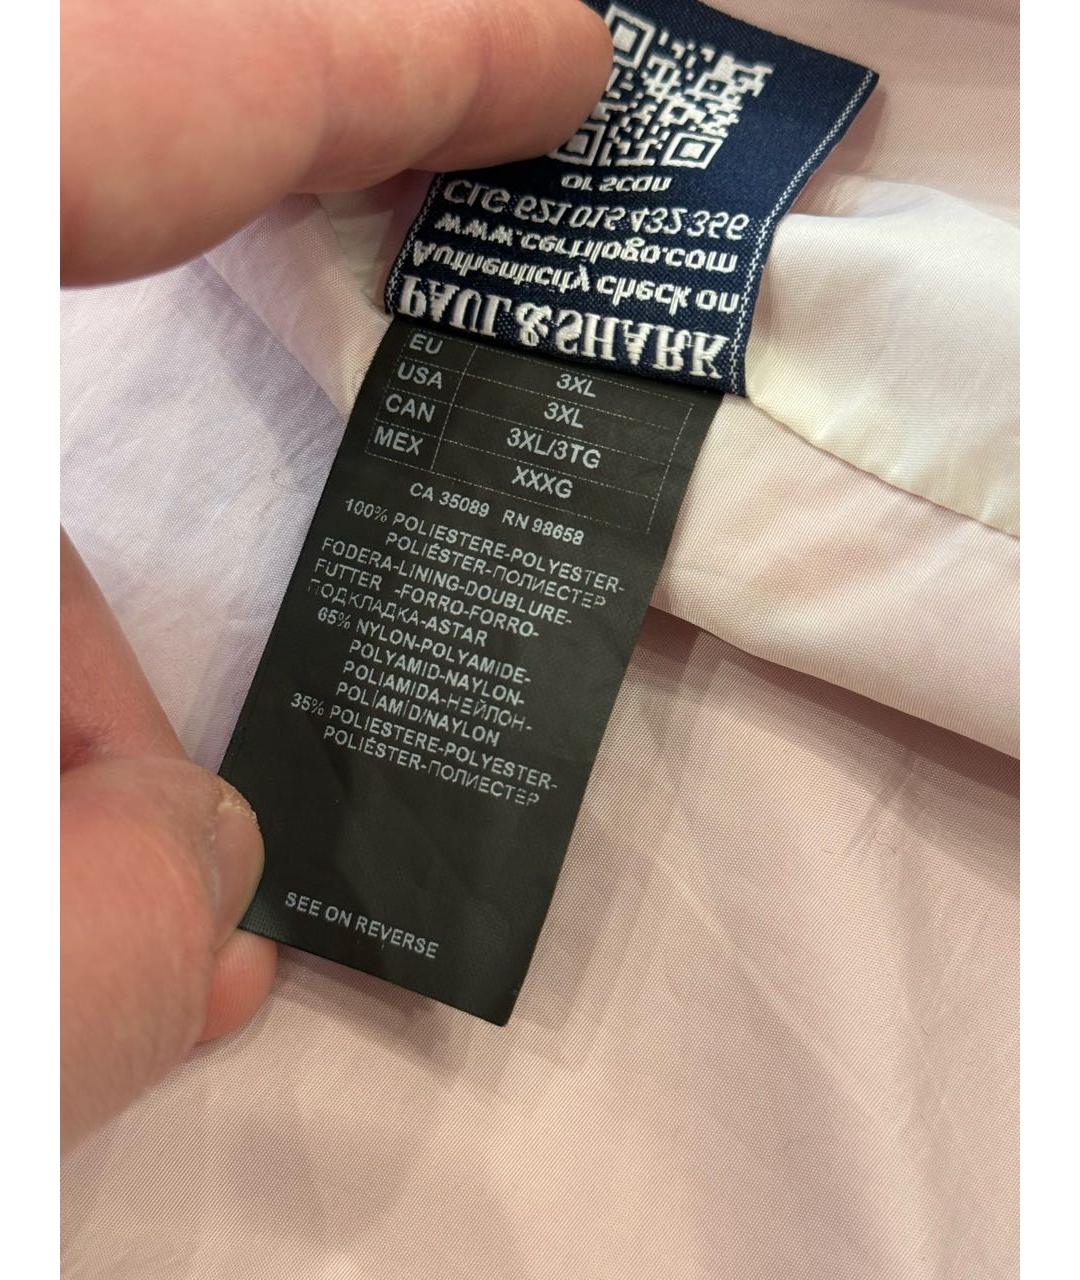 PAUL & SHARK
Authenticity check on
www.certilogo.com
CLG 621 015 432 356
or scan
EU 3XL
USA 3XL
CAN 3XL/3TG
MEX XXXG
CA 35089 RN 98658
100% POLIESTERE-POLYESTER-
POLIÉSTER-ПОЛИЕСТЕР
FODERA-LINING-DOUBLURE-
FUTTER -FORRO-FORRO-
ПОДКЛАДКА-ASTAR
65% NYLON-POLYAMIDE-
POLYAMID-NAYLON-
POLIAMIDA-НЕЙЛОН-
POLIAMID/NAYLON
35% POLIESTERE-POLYESTER-
POLIÉSTER-ПОЛИЕСТЕР
SEE ON REVERSE